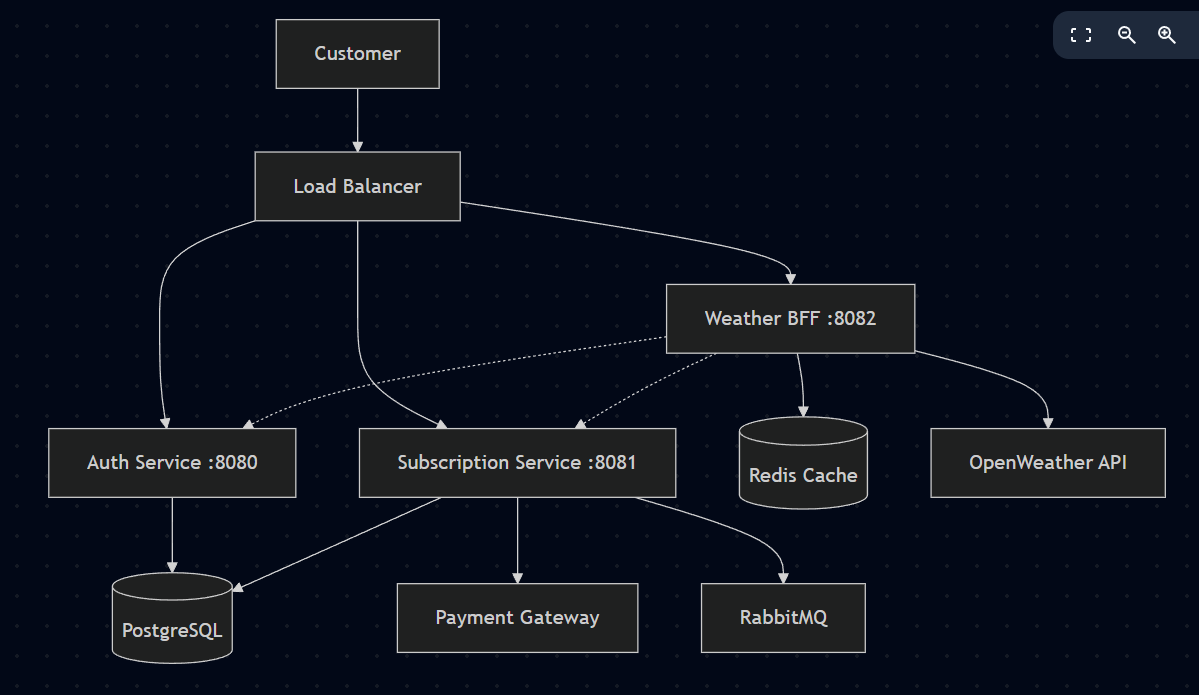 Customer
Load Balancer
Weather BFF :8082
Auth Service :8080
Subscription Service :8081
Redis Cache
OpenWeather API
PostgreSQL
Payment Gateway
RabbitMQ